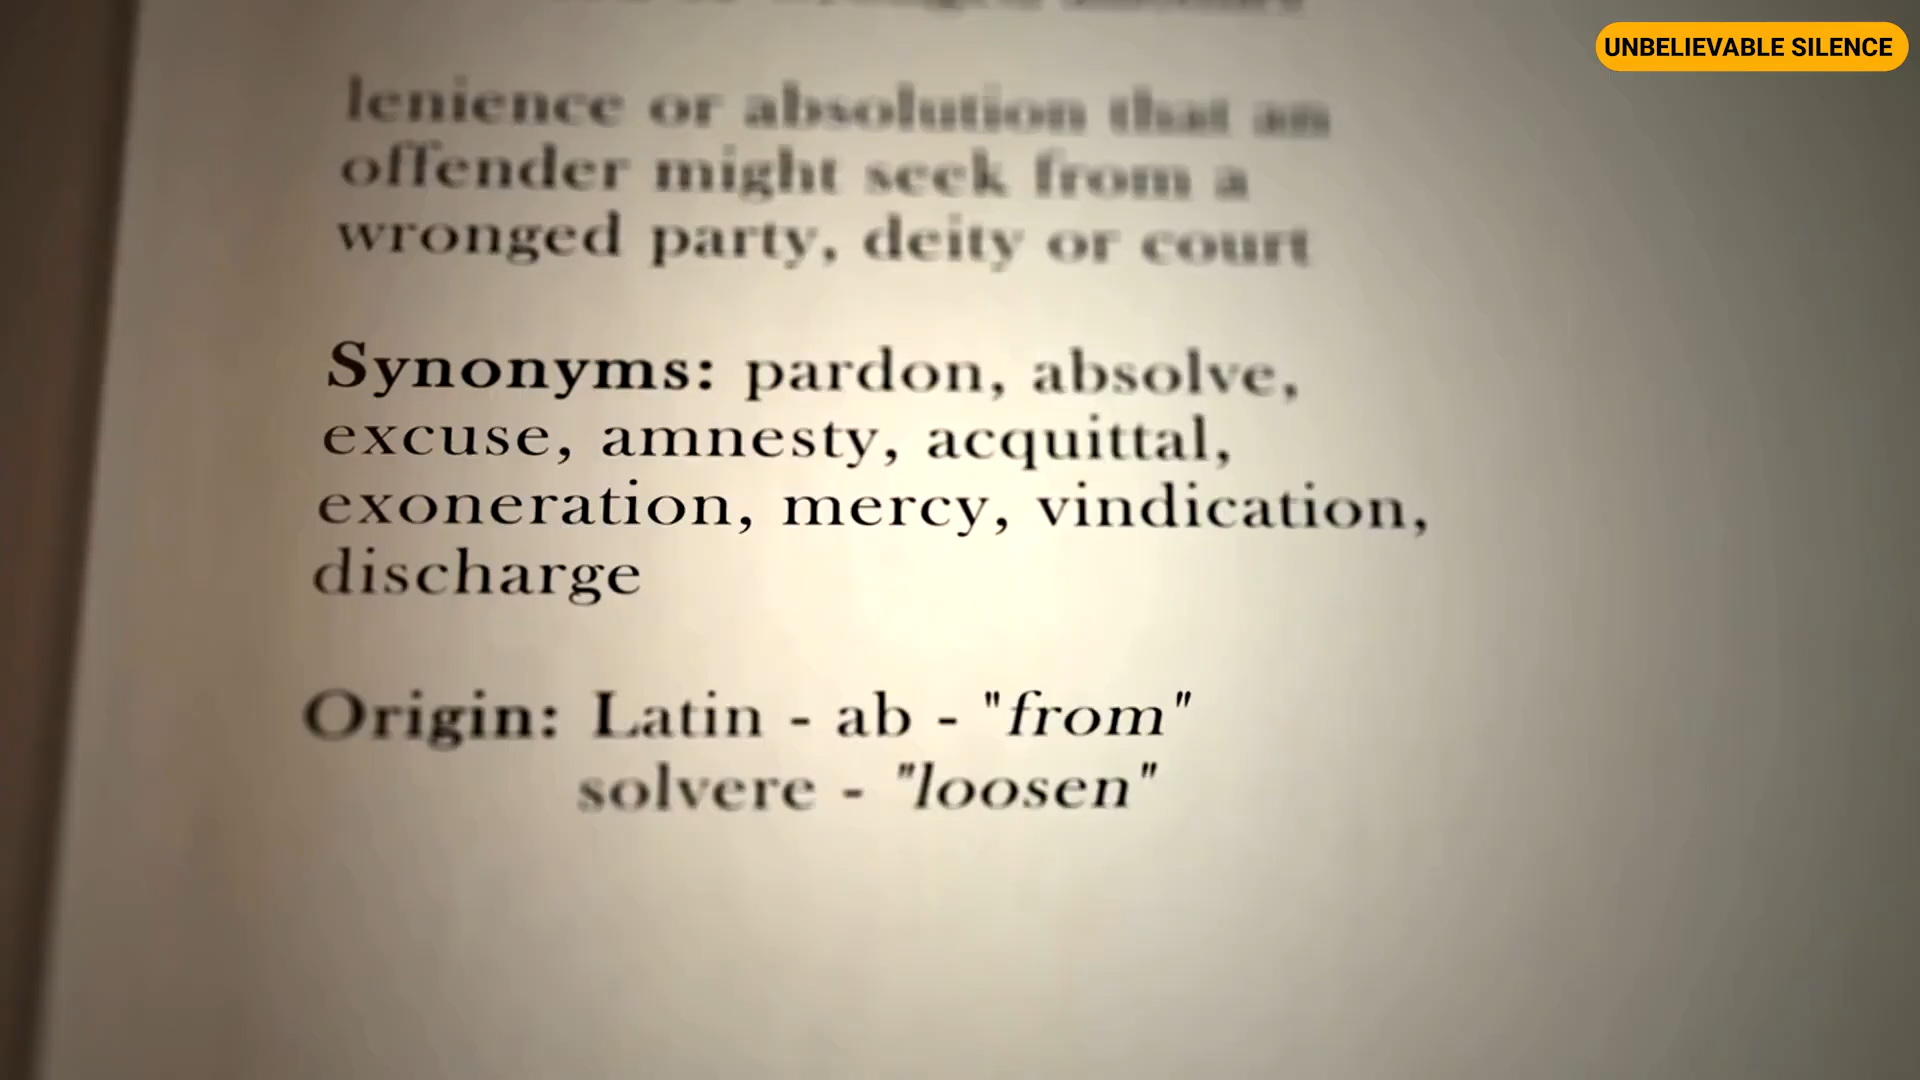 UNBELIEVABLE SILENCE
lenience or absolution that an
offender might seek from a
wronged party, deity or court
Synonyms: pardon, absolve,
excuse, amnesty, acquittal,
exoneration, mercy, vindication,
discharge
Origin: Latin - ab - "from"
solvere - "loosen"